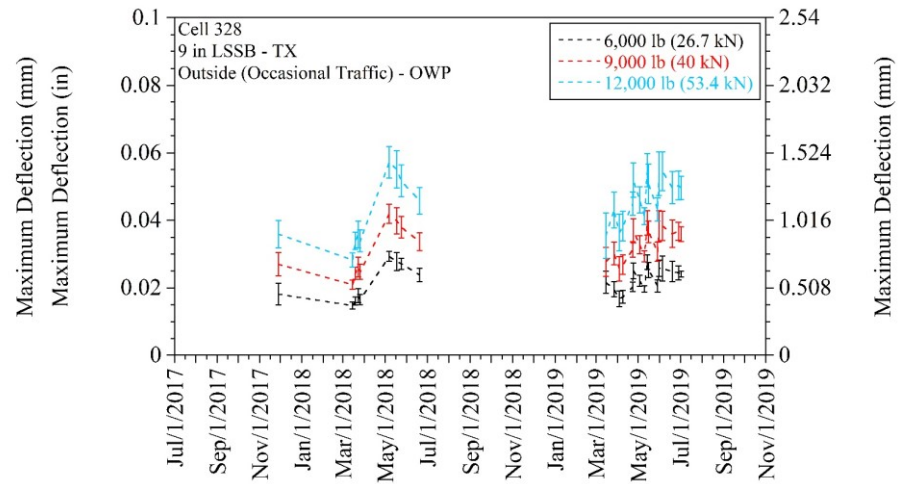 Cell 328
9 in LSSB - TX
Outside (Occasional Traffic) - OWP
6,000 lb (26.7 kN)
9,000 lb (40 kN)
12,000 lb (53.4 kN)
Maximum Deflection (mm)
Maximum Deflection (in)
0.1
0.08
0.06
0.04
0.02
0
2.54
2.032
1.524
1.016
0.508
0
Maximum Deflection (mm)
Jul/1/2017
Sep/1/2017
Nov/1/2017
Jan/1/2018
Mar/1/2018
May/1/2018
Jul/1/2018
Sep/1/2018
Nov/1/2018
Jan/1/2019
Mar/1/2019
May/1/2019
Jul/1/2019
Sep/1/2019
Nov/1/2019